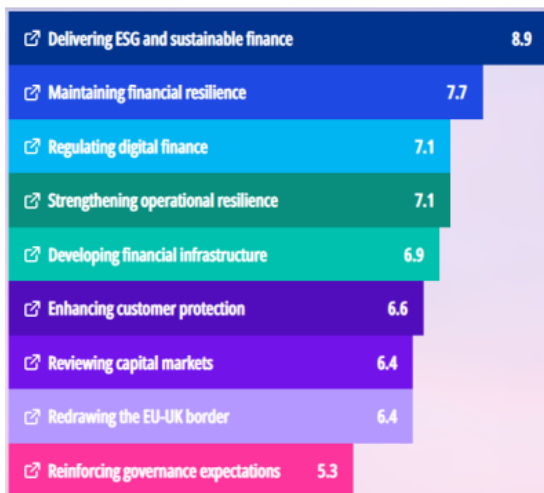 Delivering ESG and sustainable finance 8.9
Maintaining financial resilience 7.7
Regulating digital finance 7.1
Strengthening operational resilience 7.1
Developing financial infrastructure 6.9
Enhancing customer protection 6.6
Reviewing capital markets 6.4
Redrawing the EU-UK border 6.4
Reinforcing governance expectations 5.3